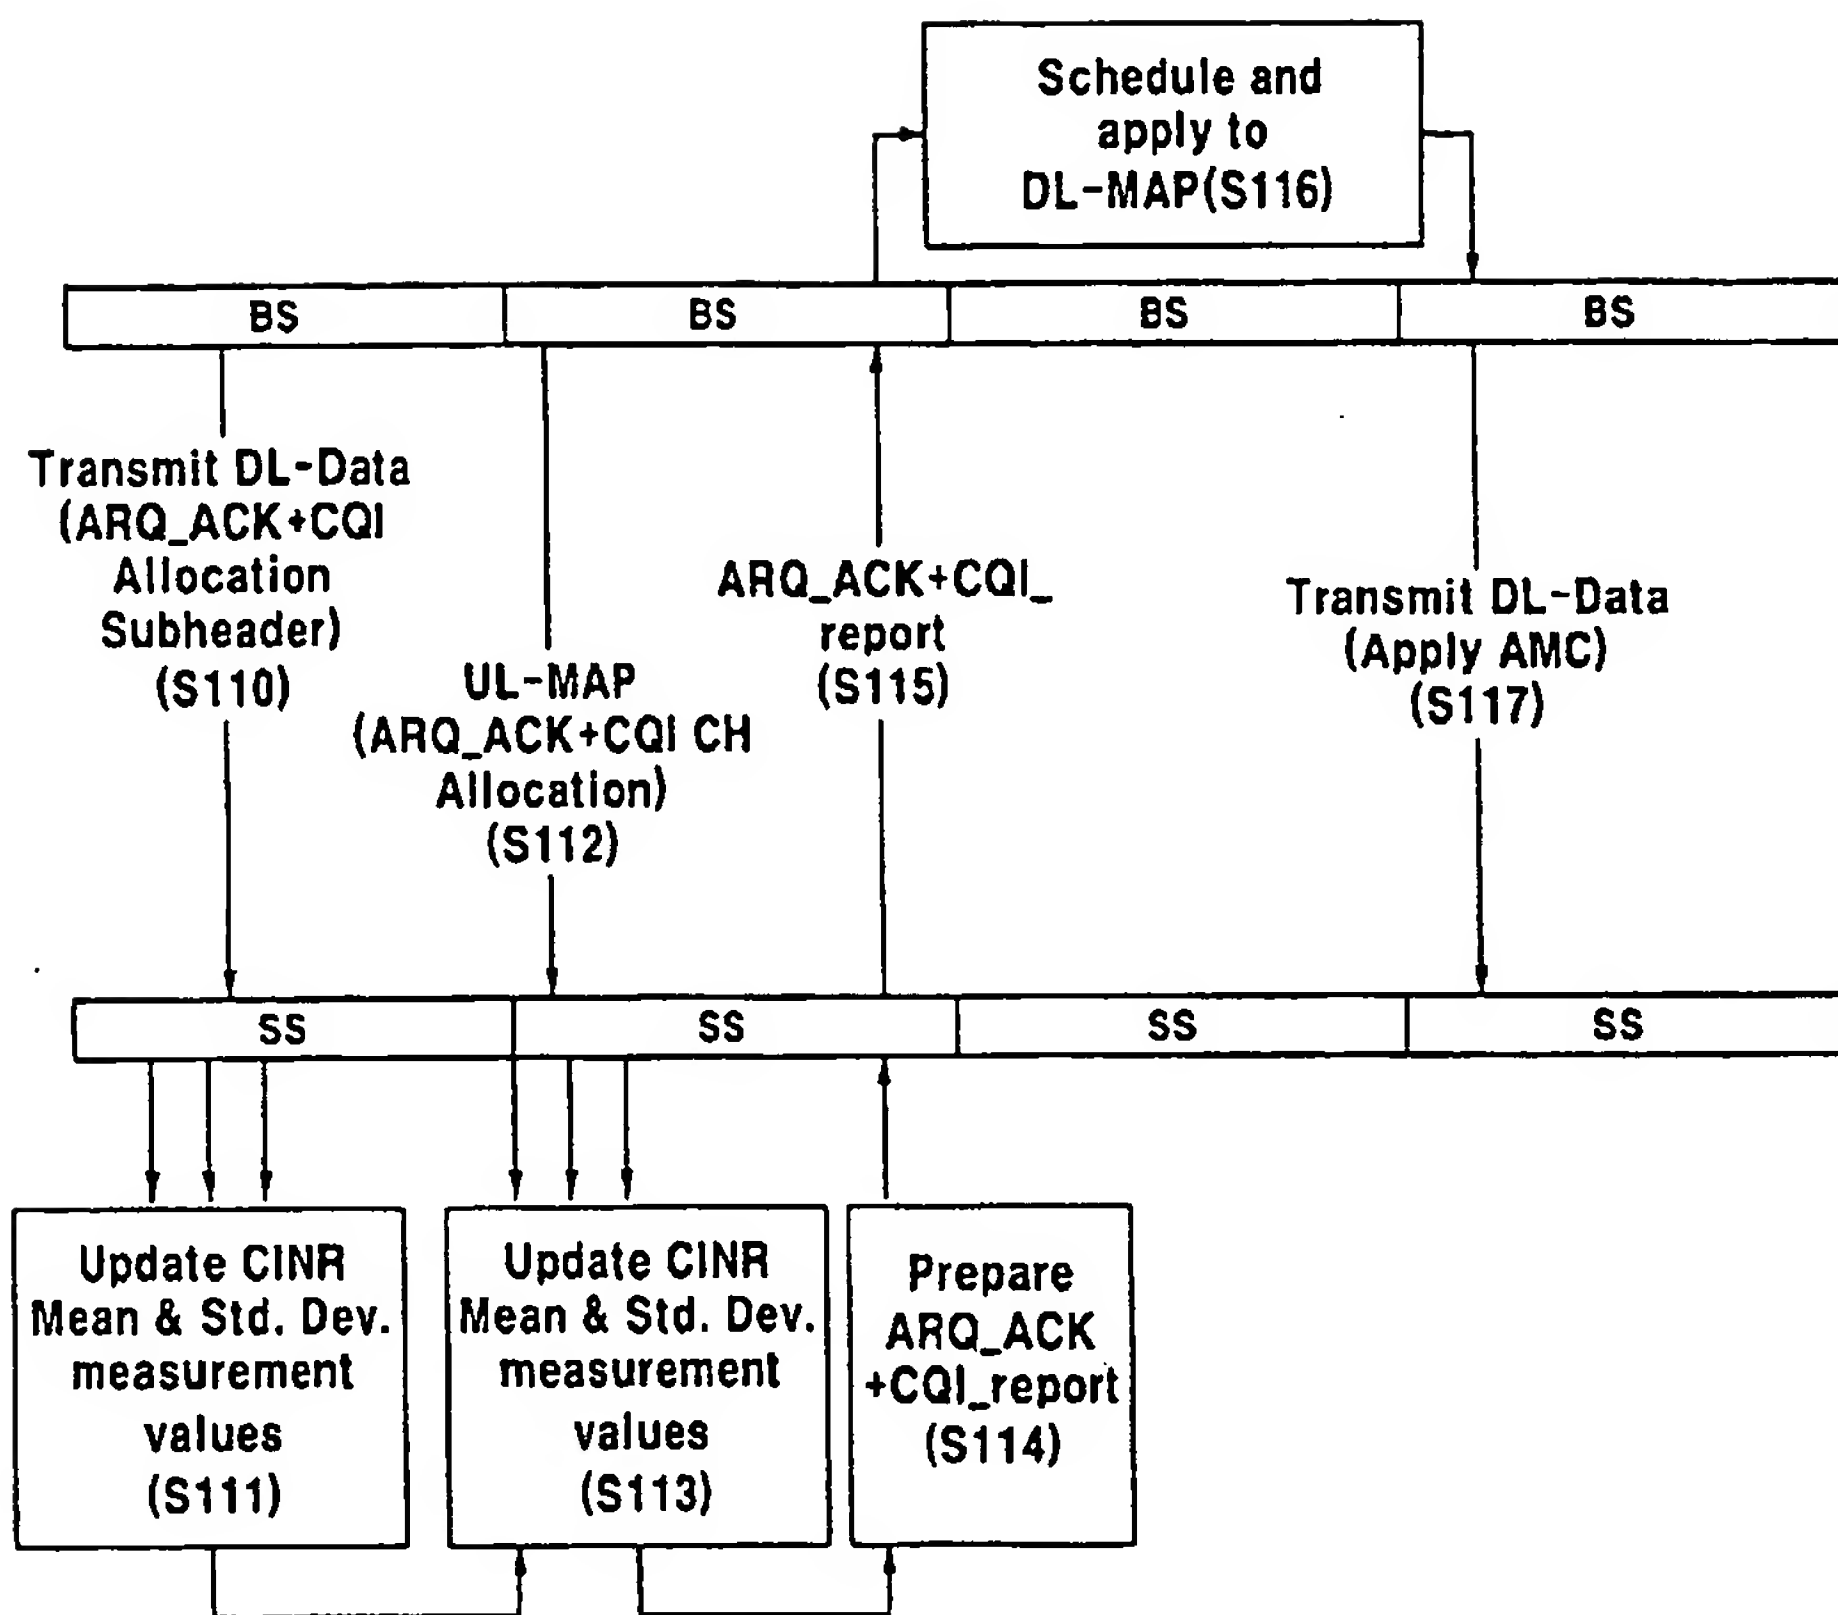 Schedule and
apply to
DL-MAP(S116)
BS
BS
BS
BS
Transmit DL-Data
(ARQ_ACK+CQI
Allocation
Subheader)
(S110)
UL-MAP
(ARQ_ACK+CQI CH
Allocation)
(S112)
ARQ_ACK+CQI_
report
(S115)
Transmit DL-Data
(Apply AMC)
(S117)
SS
SS
SS
SS
Update CINR
Mean & Std. Dev.
measurement
values
(S111)
Update CINR
Mean & Std. Dev.
measurement
values
(S113)
Prepare
ARQ_ACK
+CQI_report
(S114)